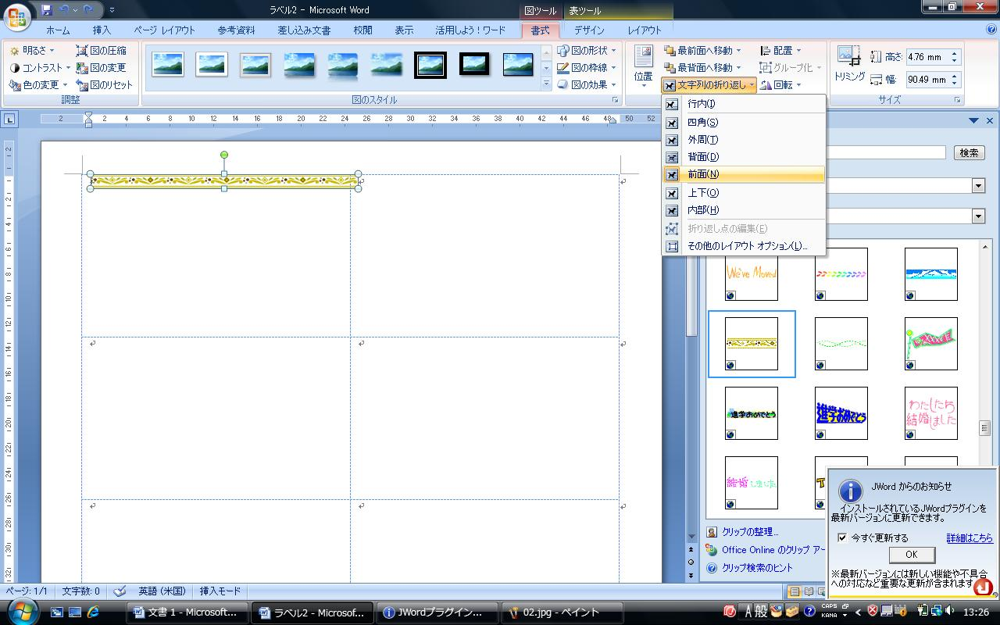 ラベル2 - Microsoft Word
図ツール 表ツール
ホーム 挿入 ページ レイアウト 参考資料 差し込み文書 校閲 表示 活用しよう！ワード 書式 デザイン レイアウト
明るさ 図の圧縮
コントラスト 図の変更
色の変更 図のリセット
調整
図のスタイル
図の形状
図の枠線
図の効果
位置
最前面へ移動 配置
最背面へ移動 グループ化
文字列の折り返し 回転
トリミング
高さ: 4.76 mm
幅: 90.49 mm
サイズ
行内(I)
四角(S)
外周(T)
背面(D)
前面(N)
上下(O)
内部(H)
折り返し点の編集(E)
その他のレイアウト オプション(L)...
2 2 4 6 8 10 12 14 16 18 20 22 24 26 28 30 32 34 36 38 40 42 44 46 48 50 52
検索
We've Moved
進学おめでとう
進学おめでとう
わたしたち
結婚しました
結婚しました
クリップの整理...
Office Online のクリップ アー
クリップ検索のヒント
JWord からのお知らせ
インストールされているJWordプラグインを
最新バージョンに更新できます。
今すぐ更新する 詳細はこちら
OK
※最新バージョンには新しい機能や不具合
への対応など重要な更新が含まれます
ページ: 1/1 文字数: 0 英語 (米国) 挿入モード
文書 1 - Microsoft... ラベル2 - Microsof... JWordプラグイン... 02.jpg - ペイント
A 般 CAPS KANA 13:26